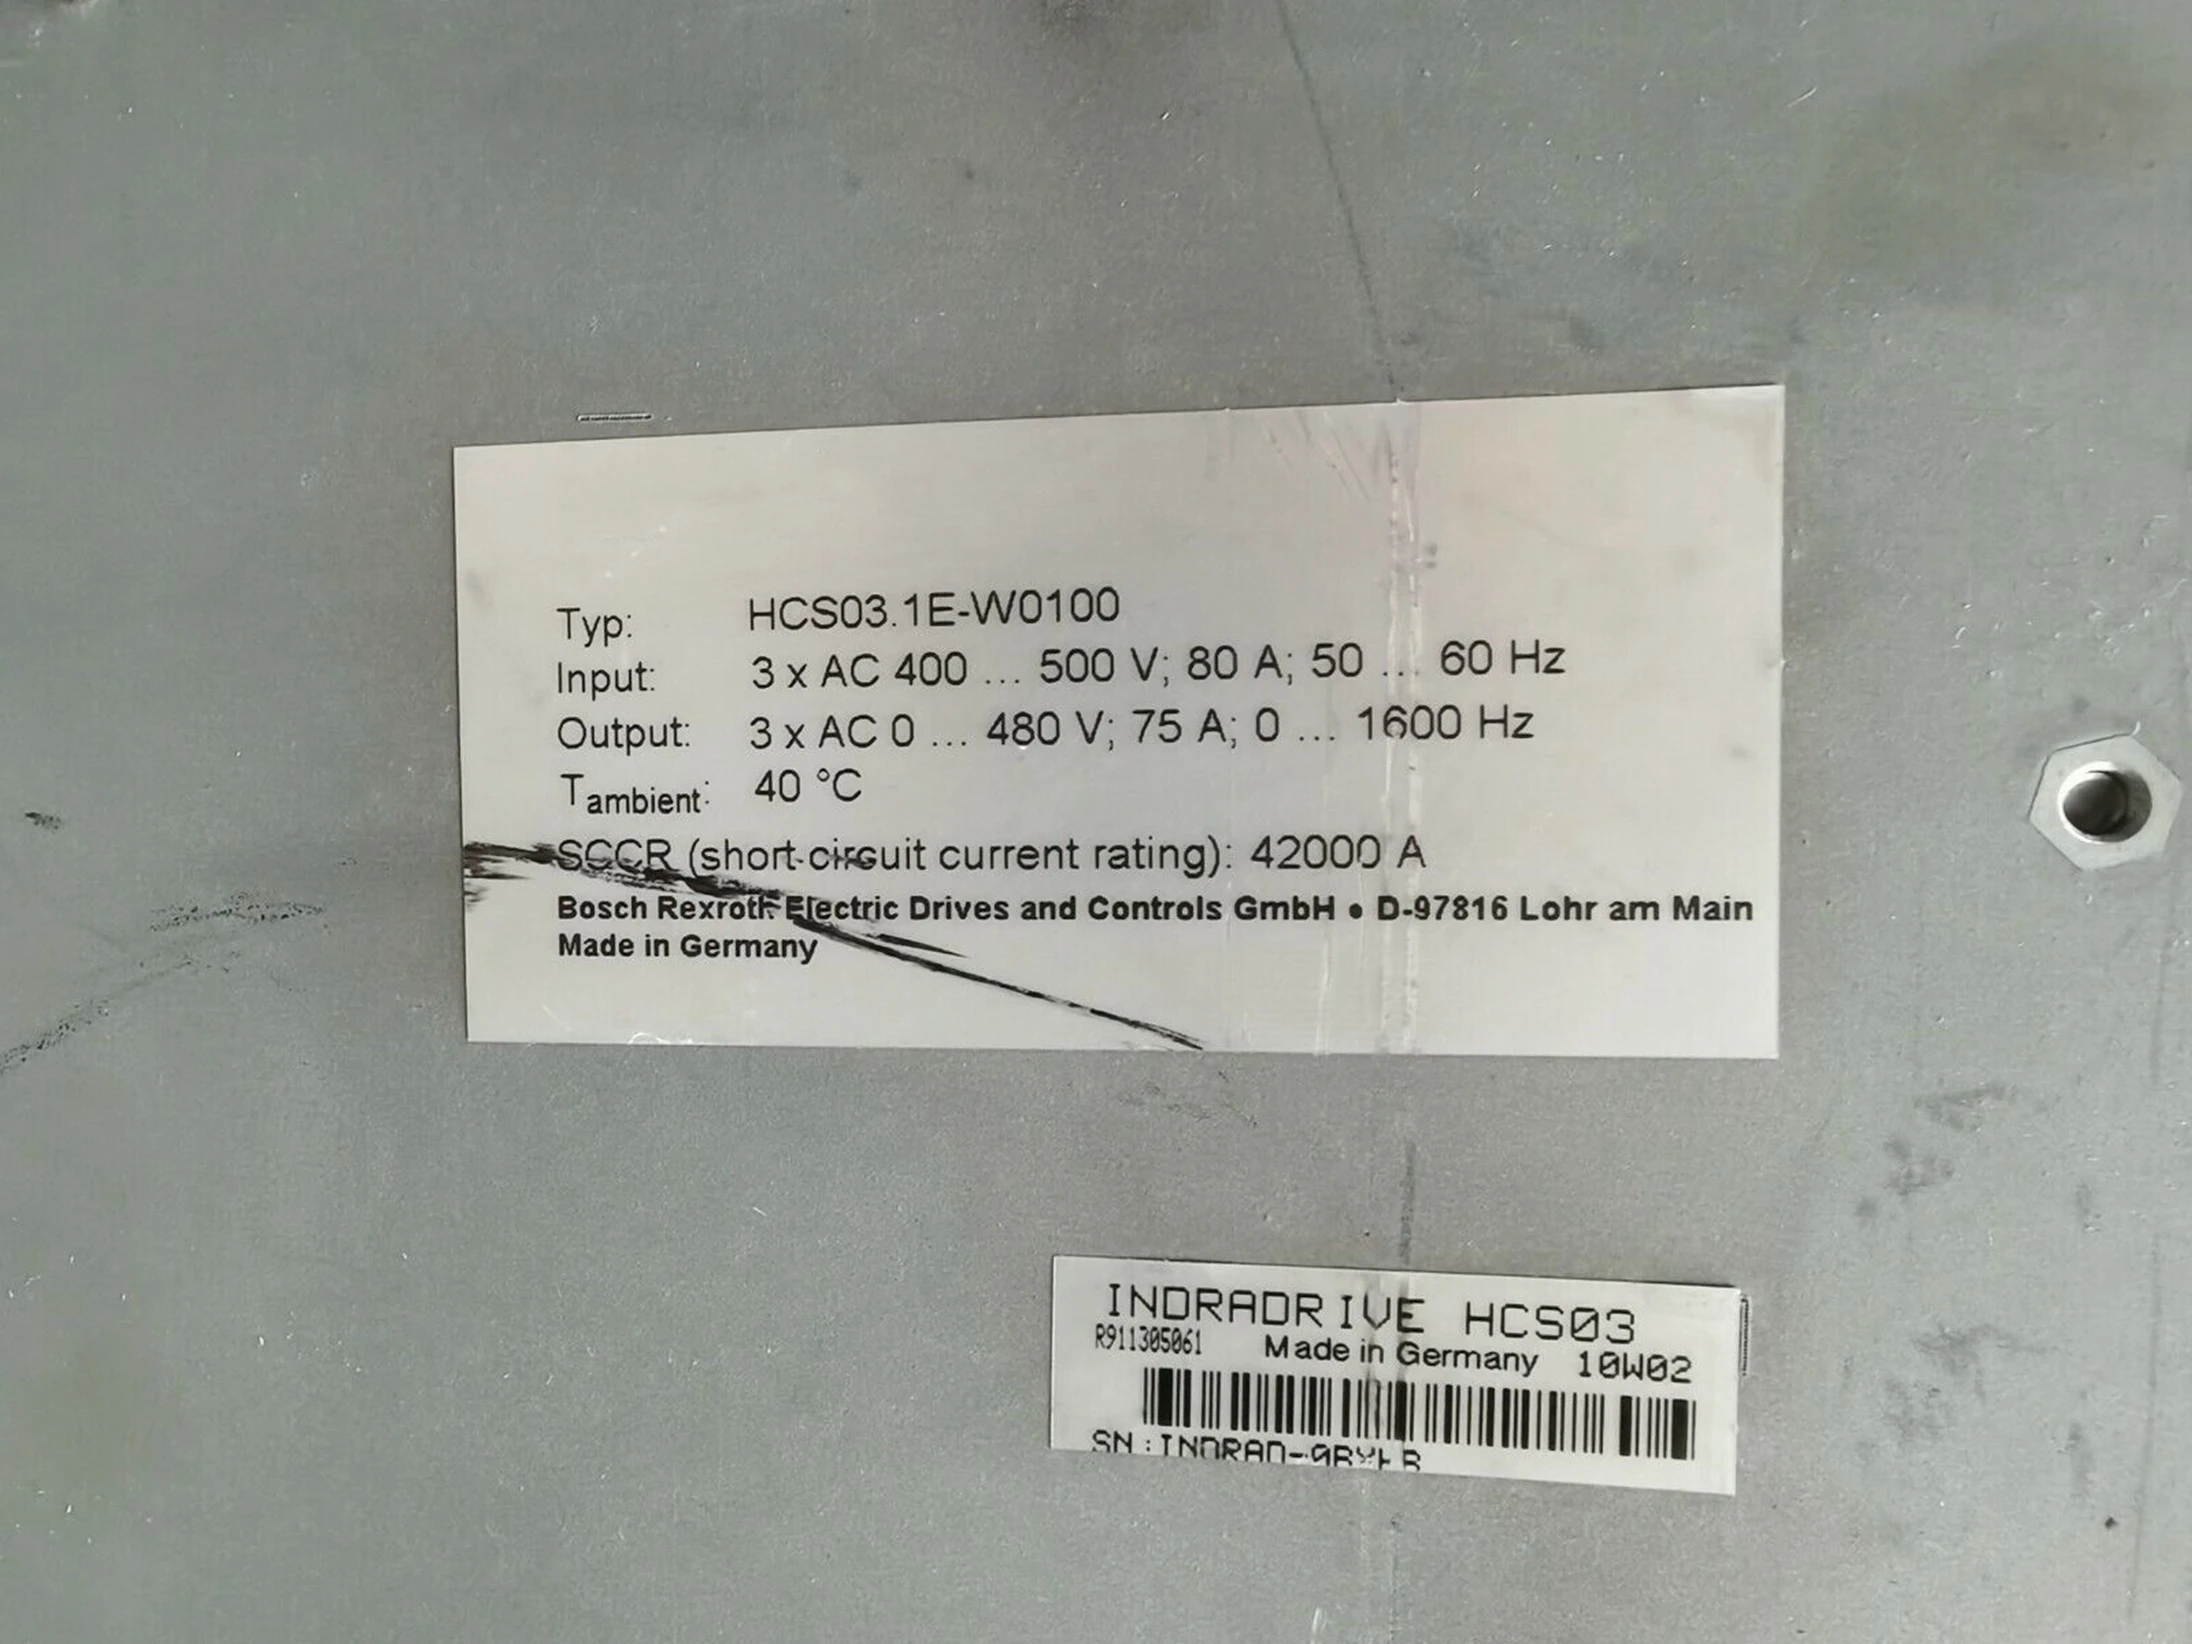 Typ: HCS03.1E-W0100
Input: 3 x AC 400 ... 500 V; 80 A; 50 ... 60 Hz
Output: 3 x AC 0 ... 480 V; 75 A; 0 ... 1600 Hz
Tambient: 40 °C
SCCR (short circuit current rating): 42000 A
Bosch Rexroth Electric Drives and Controls GmbH • D-97816 Lohr am Main
Made in Germany
INDRADRIVE HCS03
R911305061 Made in Germany 10W02
SN: